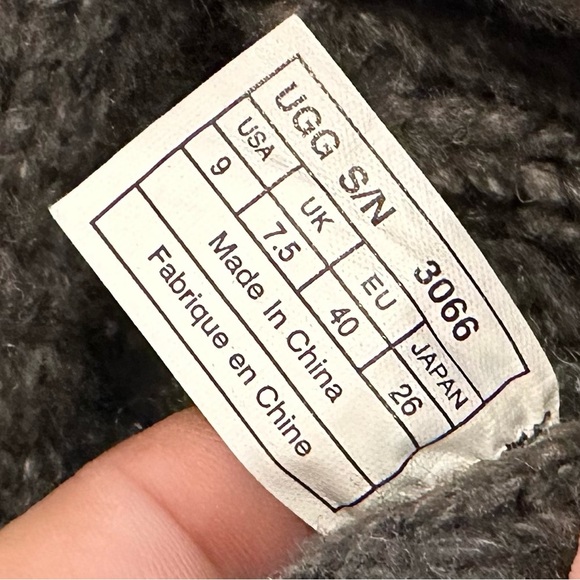 UGG S/N 3066
USA UK EU JAPAN
9 7.5 40 26
Made In China
Fabrique en Chine